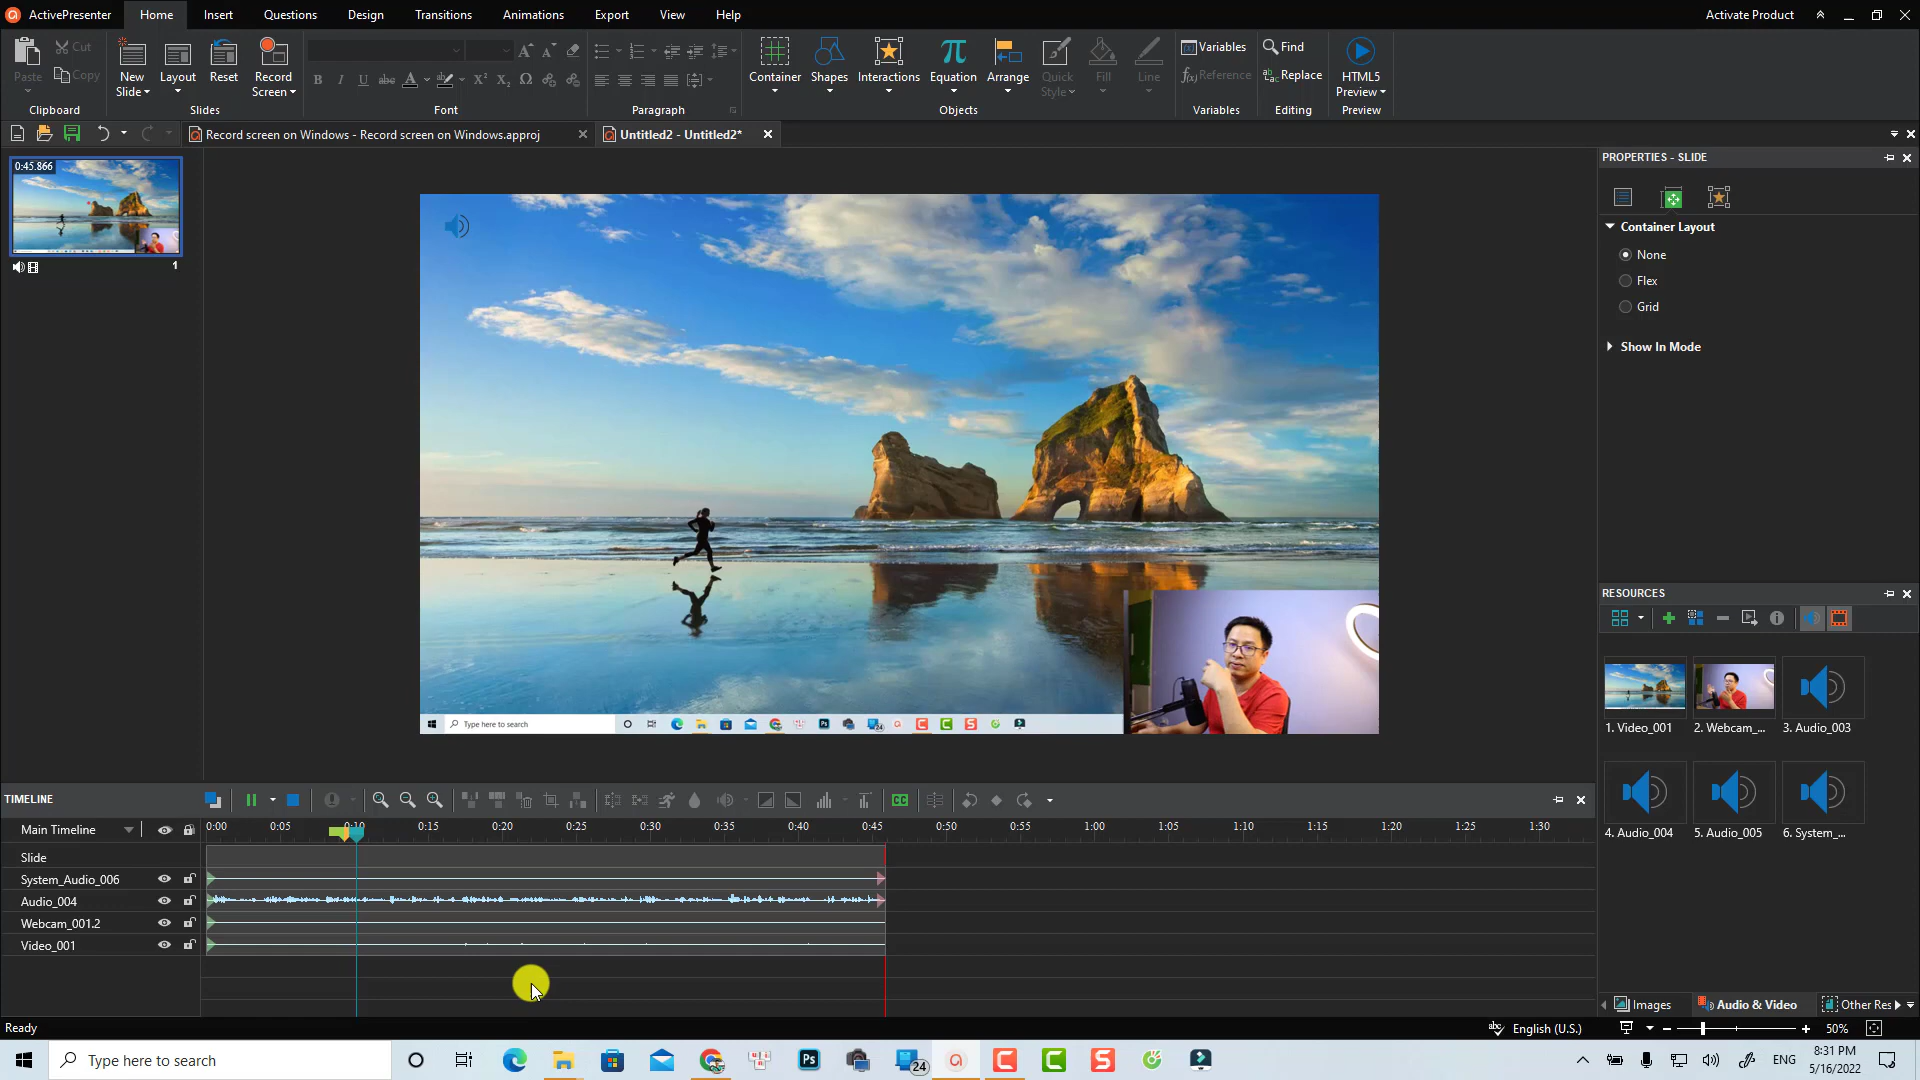 ActivePresenter Home Insert Questions Design Transitions Animations Export View Help Activate Product
Paste Cut Copy
New Slide Layout Reset Record Screen
B I U abc A X² X₂ Ω
Container Shapes Interactions Equation Arrange Quick Style Fill Line
Variables Reference
Find Replace
HTML5 Preview
Clipboard Slides Font Paragraph Objects Variables Editing Preview
Record screen on Windows - Record screen on Windows.approj Untitled2 - Untitled2*
0:45.866
1
Type here to search
PROPERTIES - SLIDE
Container Layout
None
Flex
Grid
Show In Mode
RESOURCES
1. Video_001 2. Webcam_... 3. Audio_003
4. Audio_004 5. Audio_005 6. System_...
Images Audio & Video Other Res
TIMELINE
CC
Main Timeline
0:00 0:05 0:10 0:15 0:20 0:25 0:30 0:35 0:40 0:45 0:50 0:55 1:00 1:05 1:10 1:15 1:20 1:25 1:30
Slide
System_Audio_006
Audio_004
Webcam_001.2
Video_001
Ready English (U.S.) 50%
Type here to search Ps 24 ENG 8:31 PM
5/16/2022